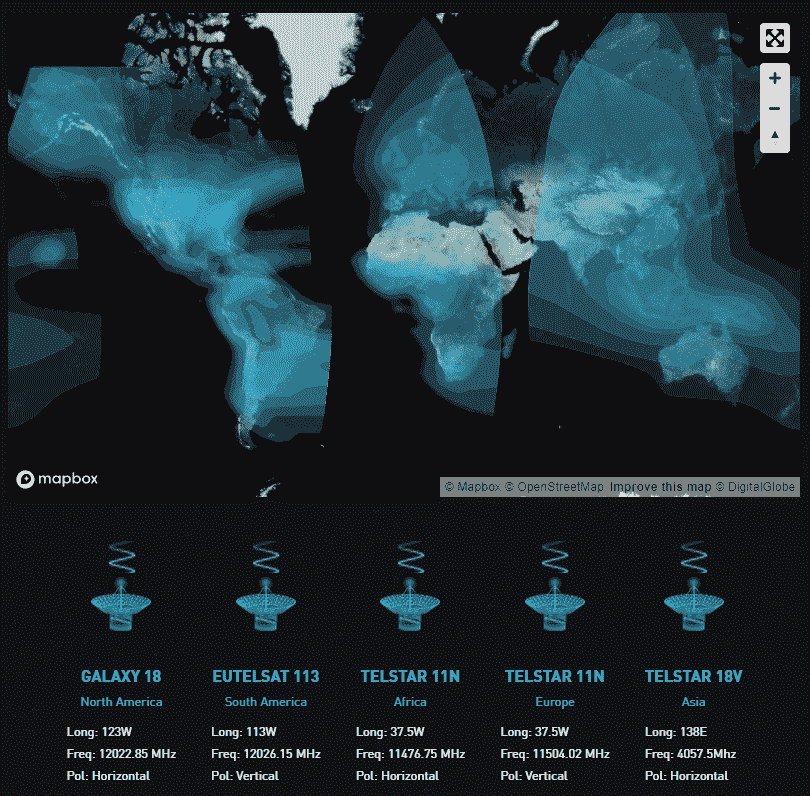 mapbox
© Mapbox © OpenStreetMap Improve this map © DigitalGlobe
GALAXY 18 EUTELSAT 113 TELSTAR 11N TELSTAR 11N TELSTAR 18V
North America South America Africa Europe Asia
Long: 123W Long: 113W Long: 37.5W Long: 37.5W Long: 138E
Freq: 12022.85 MHz Freq: 12026.15 MHz Freq: 11476.75 MHz Freq: 11504.02 MHz Freq: 4057.5Mhz
Pol: Horizontal Pol: Vertical Pol: Horizontal Pol: Vertical Pol: Horizontal